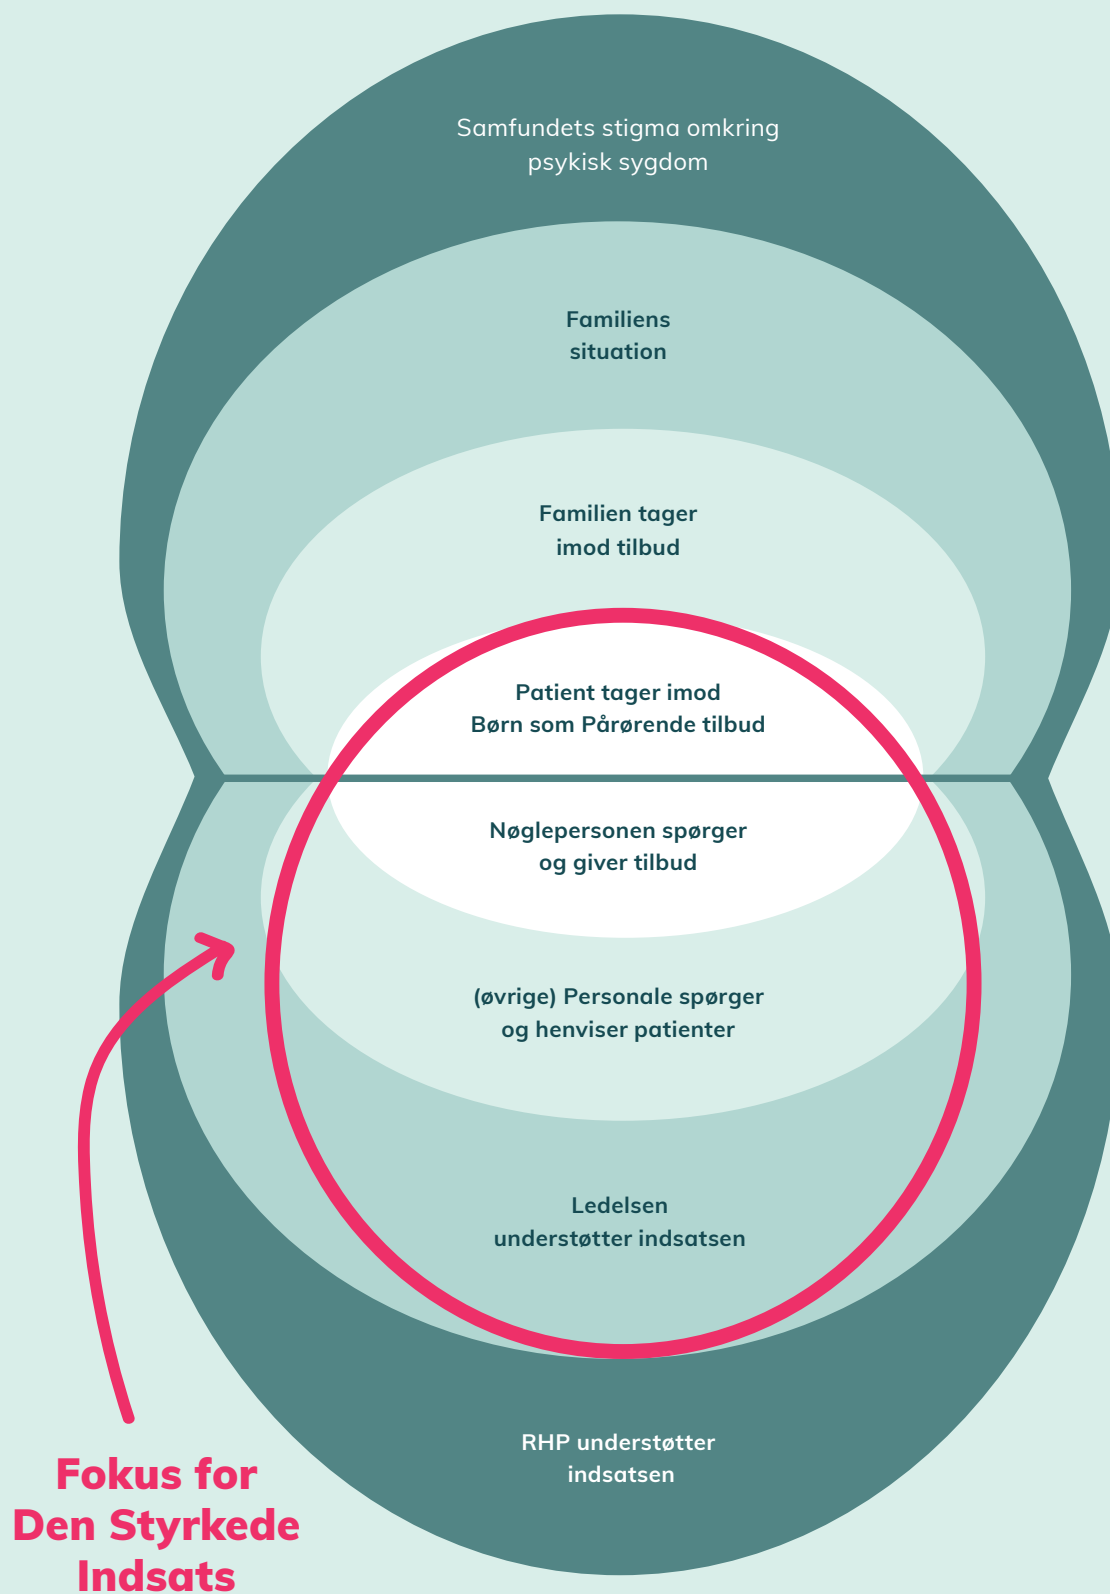 Samfundets stigma omkring
psykisk sygdom
Familiens
situation
Familien tager
imod tilbud
Patient tager imod
Børn som Pårørende tilbud
Nøglepersonen spørger
og giver tilbud
(øvrige) Personale spørger
og henviser patienter
Ledelsen
understøtter indsatsen
RHP understøtter
indsatsen
Fokus for
Den Styrkede
Indsats